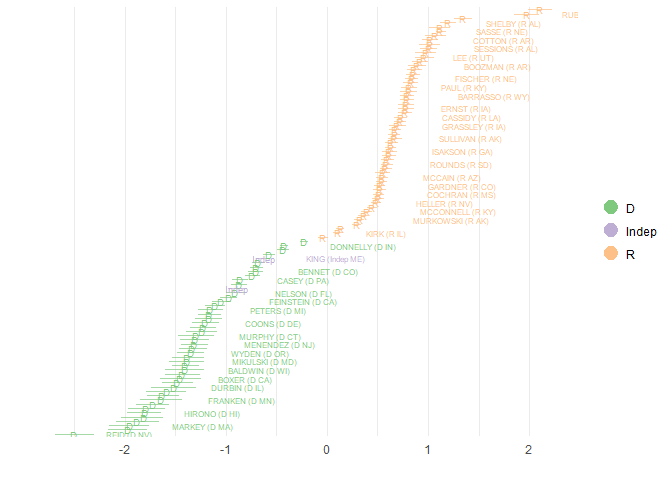 RUB
SHELBY (R AL)
SASSE (R NE)
COTTON (R AR)
SESSIONS (R AL)
LEE (R UT)
BOOZMAN (R AR)
FISCHER (R NE)
PAUL (R KY)
BARRASSO (R WY)
ERNST (R IA)
CASSIDY (R LA)
GRASSLEY (R IA)
SULLIVAN (R AK)
ISAKSON (R GA)
ROUNDS (R SD)
MCCAIN (R AZ)
GARDNER (R CO)
COCHRAN (R MS)
HELLER (R NV)
MCCONNELL (R KY)
MURKOWSKI (R AK)
KIRK (R IL)
DONNELLY (D IN)
Indep KING (Indep ME)
BENNET (D CO)
CASEY (D PA)
Indep
NELSON (D FL)
FEINSTEIN (D CA)
PETERS (D MI)
COONS (D DE)
MURPHY (D CT)
MENENDEZ (D NJ)
WYDEN (D OR)
MIKULSKI (D MD)
BALDWIN (D WI)
BOXER (D CA)
DURBIN (D IL)
FRANKEN (D MN)
HIRONO (D HI)
MARKEY (D MA)
D REID (D NV)
-2 -1 0 1 2
D
Indep
R